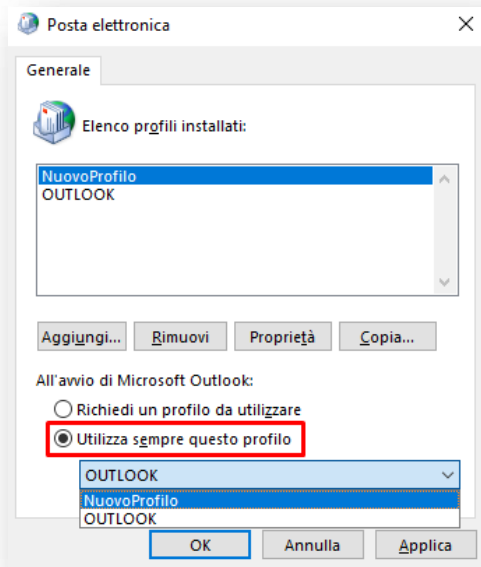 Posta elettronica
Generale
Elenco profili installati:
NuovoProfilo
OUTLOOK
Aggiungi... Rimuovi Proprietà Copia...
All'avvio di Microsoft Outlook:
Richiedi un profilo da utilizzare
Utilizza sempre questo profilo
OUTLOOK
NuovoProfilo
OUTLOOK
OK Annulla Applica